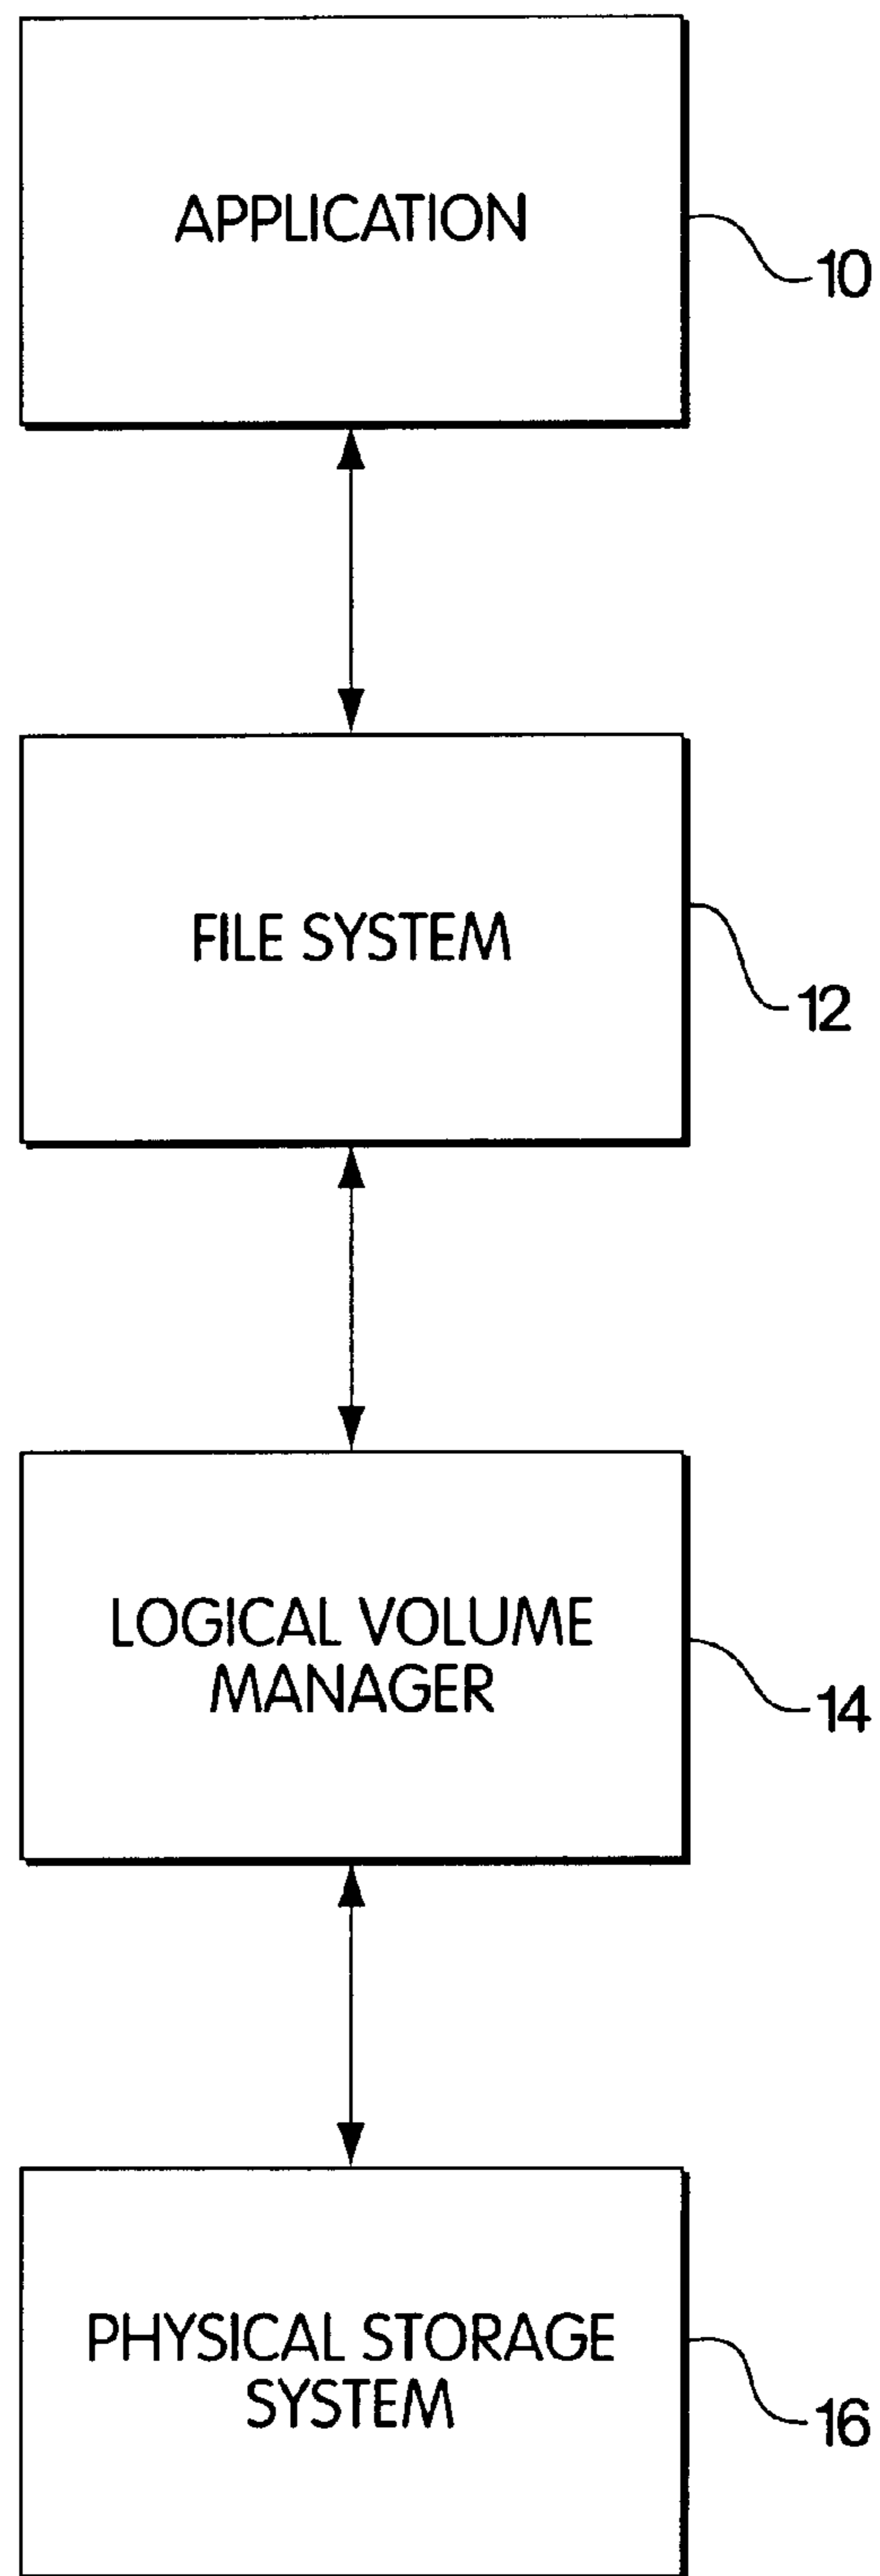 APPLICATION
10
FILE SYSTEM
12
LOGICAL VOLUME
MANAGER
14
PHYSICAL STORAGE
SYSTEM
16